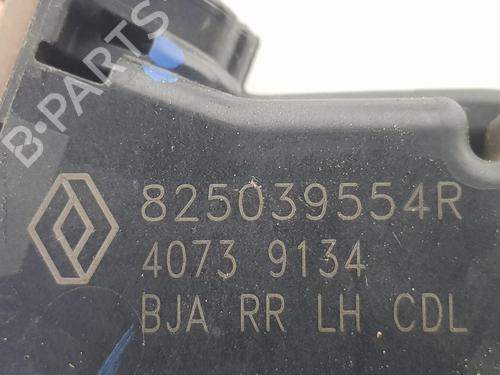 B-PARTS
825039554R
4073 9134
BJA RR LH CDL